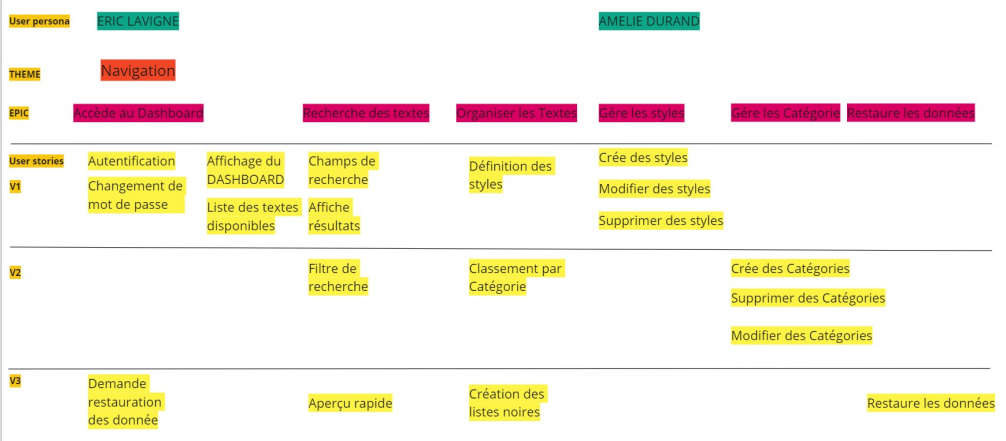 User persona
ERIC LAVIGNE
AMELIE DURAND
THEME
Navigation
EPIC
Accède au Dashboard
Recherche des textes
Organiser les Textes
Gére les styles
Gére les Catégorie
Restaure les données
User stories
V1
Autentification
Changement de
mot de passe
Affichage du
DASHBOARD
Liste des textes
disponibles
Champs de
recherche
Affiche
résultats
Définition des
styles
Crée des styles
Modifier des styles
Supprimer des styles
V2
Filtre de
recherche
Classement par
Catégorie
Crée des Catégories
Supprimer des Catégories
Modifier des Catégories
V3
Demande
restauration
des donnée
Aperçu rapide
Création des
listes noires
Restaure les données